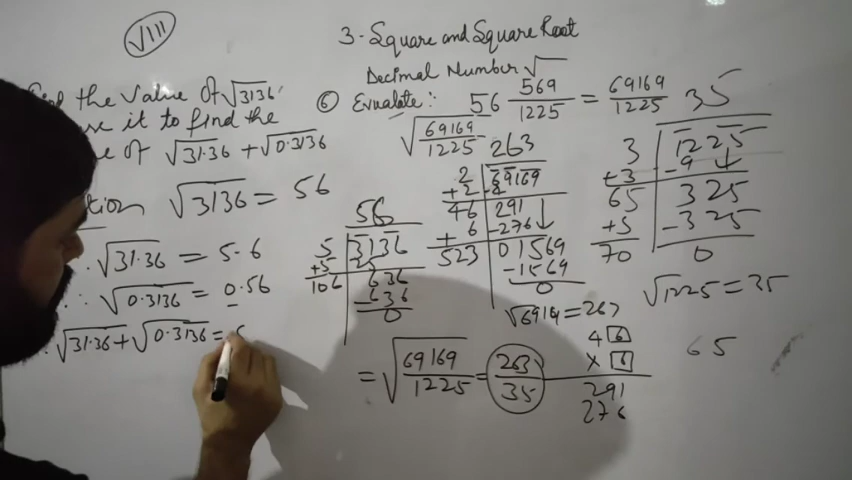 VIII
3 - Square and Square Root
Decimal Number √
the Value of √3136
it to find the
of √31.36 + √0.3136
√3136 = 56
√31.36 = 5.6
∴ √0.3136 = 0.56
√31.36 + √0.3136 =
56
5 3136
+5 25
106 636
-636
0
6 Evaluate :- 56 569/1225 = 69169/1225
√69169/1225
263
2 69169
+2 -4
46 291
+6 -276
523 01569
-1569
0
√6916 = 263
4 6
× 6
291
276
= √69169/1225 = 263/35
35
3 1225
+3 -9
65 325
+5 -325
70 0
√1225 = 35
65